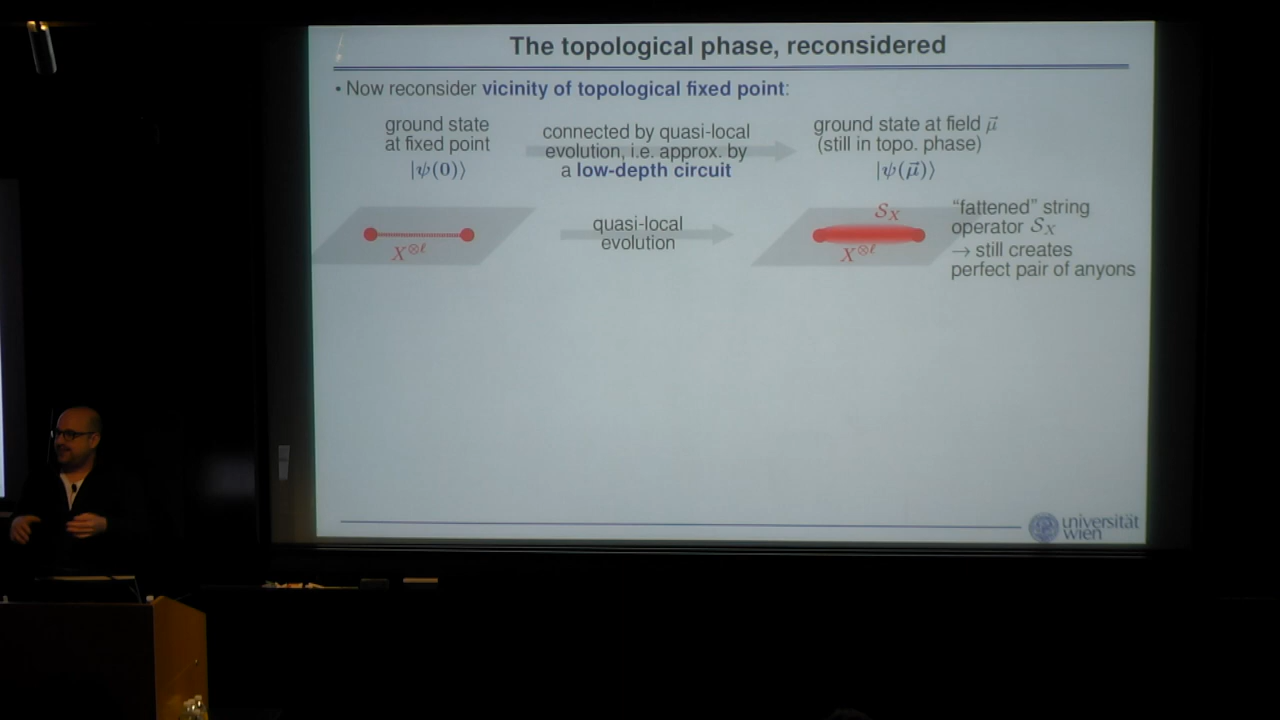 The topological phase, reconsidered
• Now reconsider vicinity of topological fixed point:
ground state
at fixed point
|ψ(0)⟩
connected by quasi-local
evolution, i.e. approx. by
a low-depth circuit
ground state at field μ⃗
(still in topo. phase)
|ψ(μ⃗)⟩
X^{⊗ℓ}
quasi-local
evolution
𝒮_X
X^{⊗ℓ}
“fattened” string
operator 𝒮_X
→ still creates
perfect pair of anyons
universität
wien